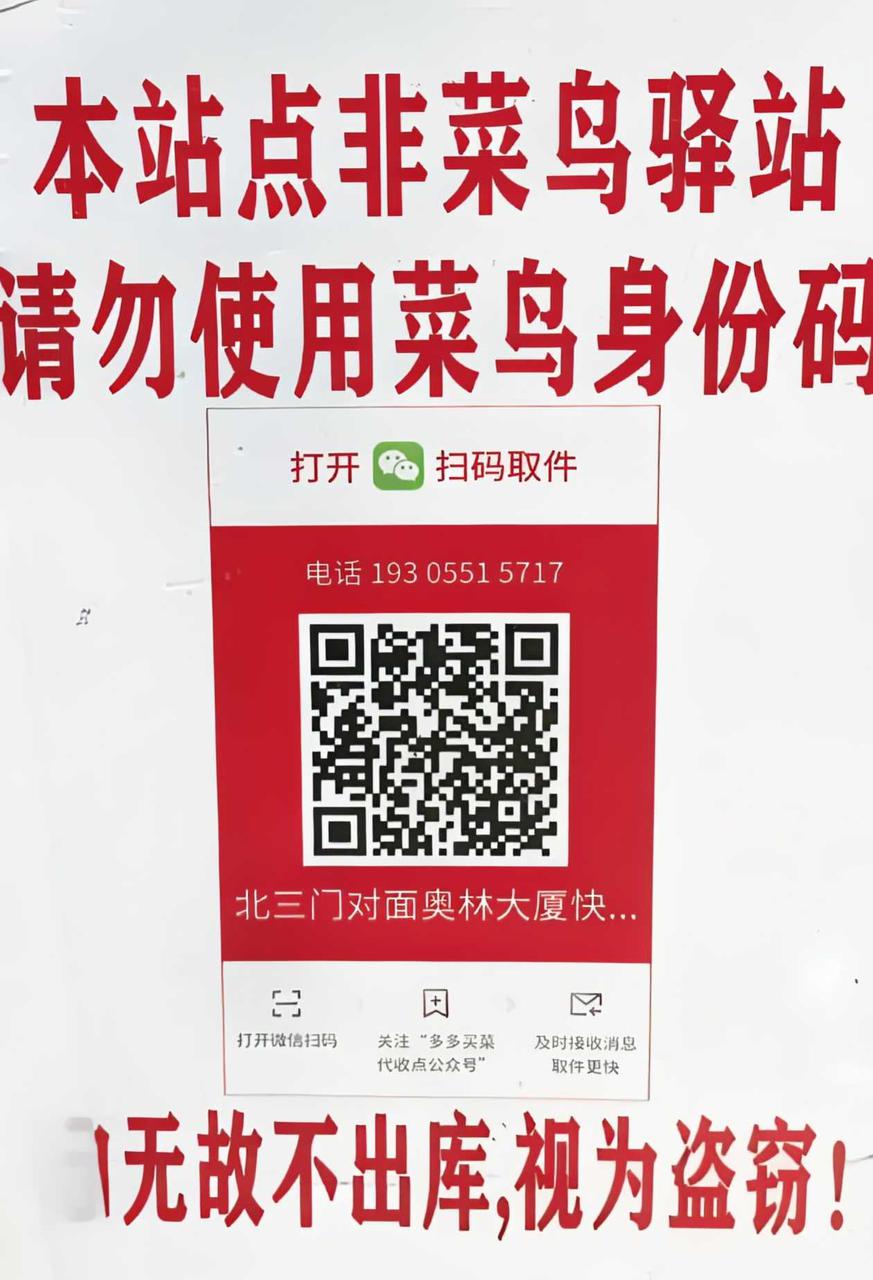 本站点非菜鸟驿站
请勿使用菜鸟身份码
打开 扫码取件
电话 193 0551 5717
北三门对面奥林大厦快...
打开微信扫码
关注“多多买菜
代收点公众号”
及时接收消息
取件更快
无故不出库,视为盗窃!